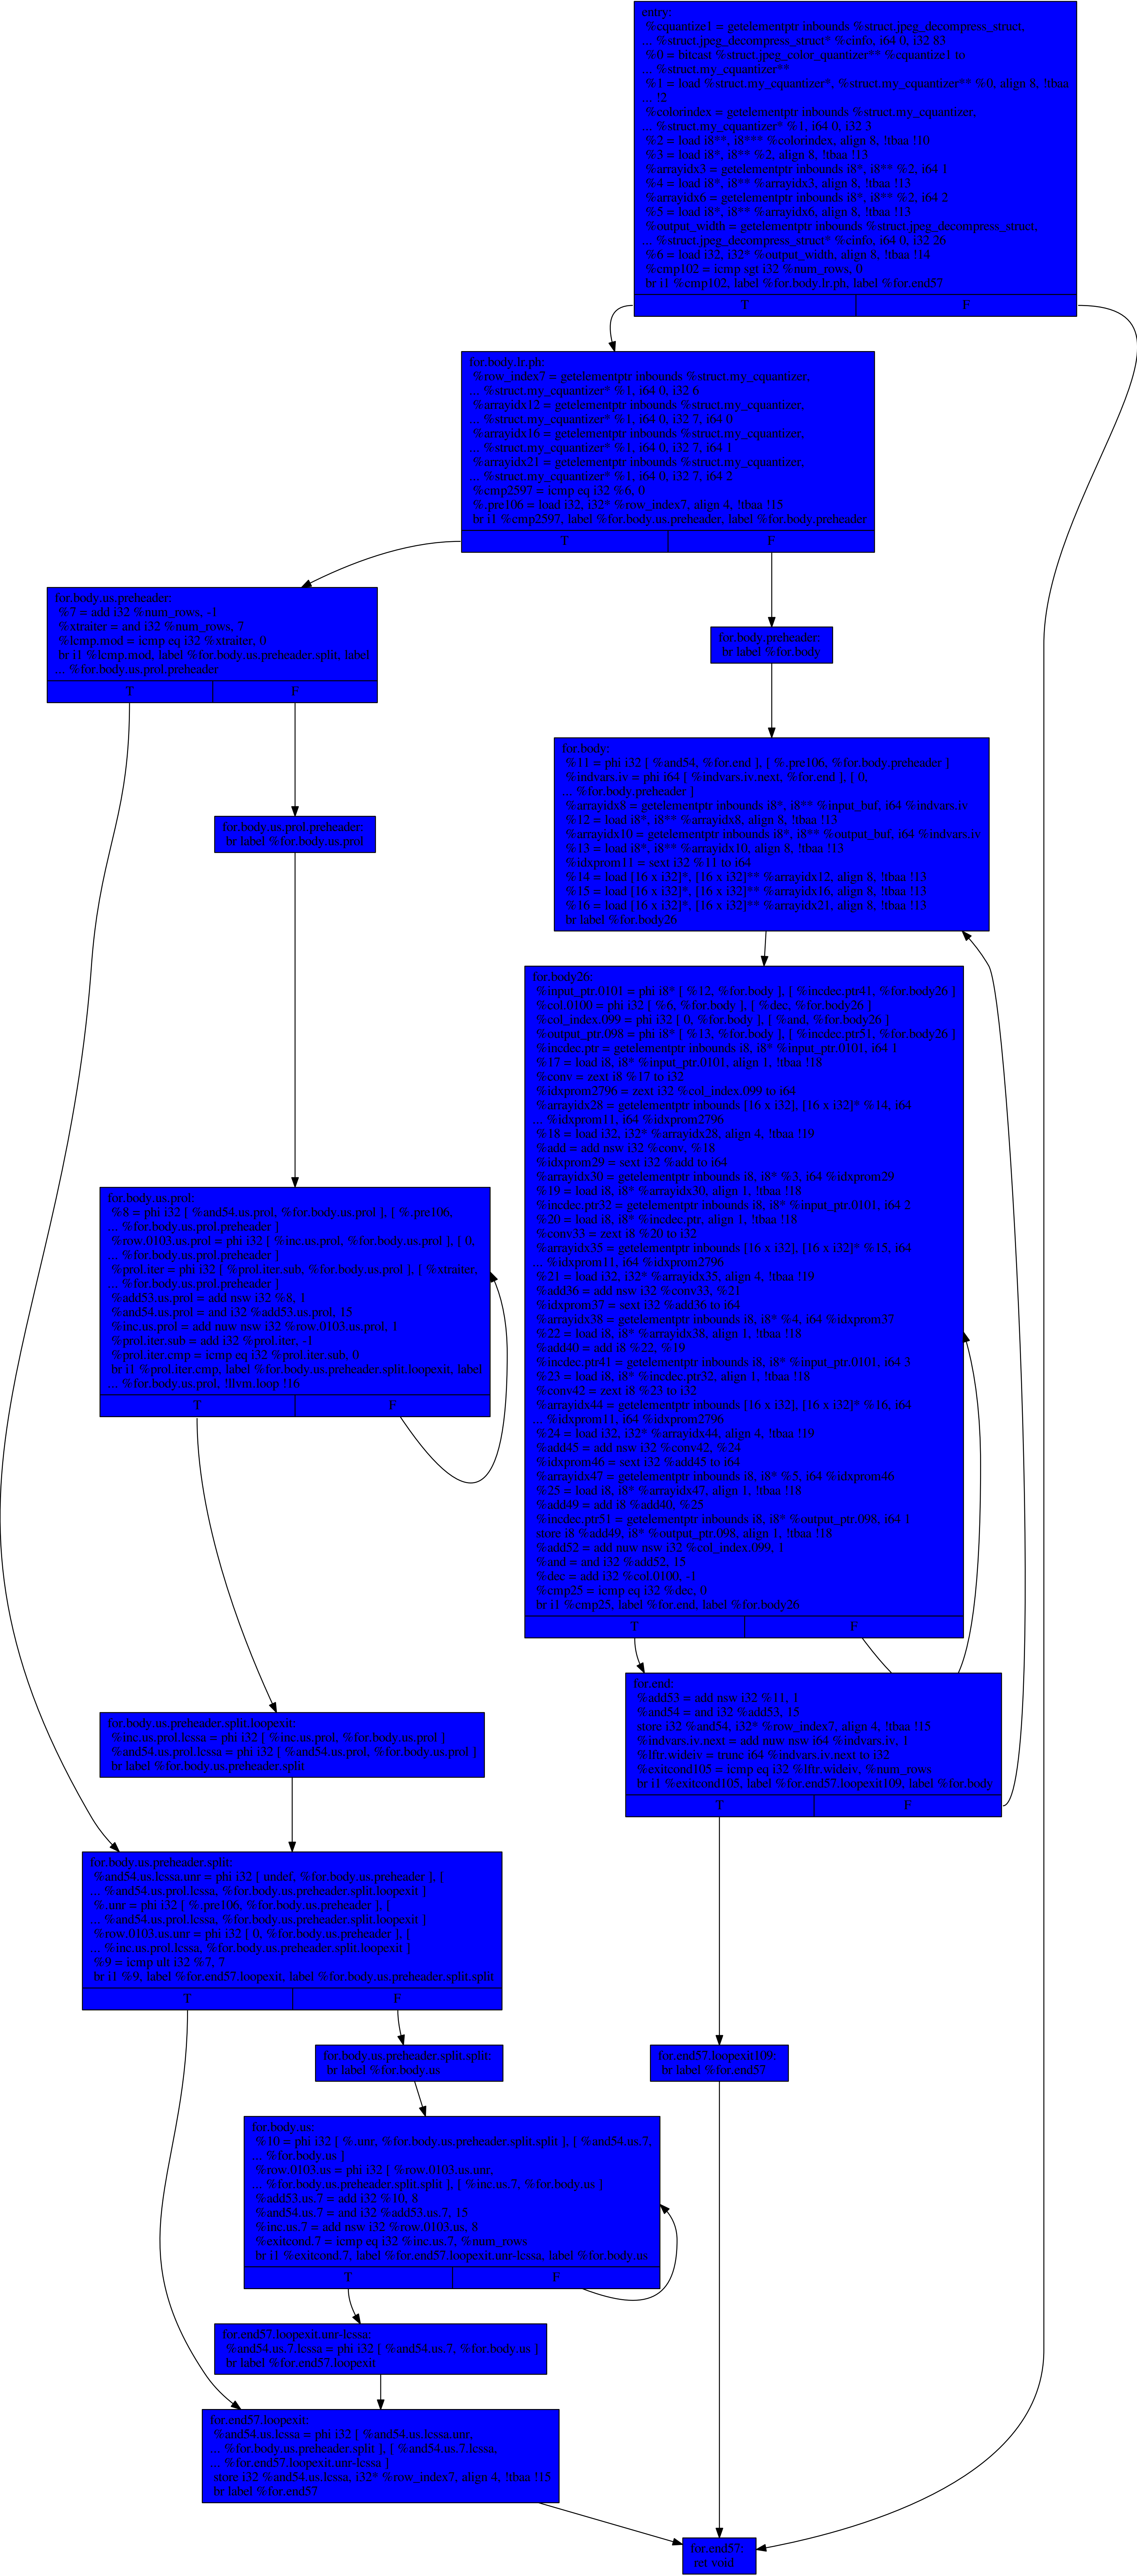 entry:
%cquantize1 = getelementptr inbounds %struct.jpeg_decompress_struct,
... %struct.jpeg_decompress_struct* %cinfo, i64 0, i32 83
%0 = bitcast %struct.jpeg_color_quantizer** %cquantize1 to
... %struct.my_cquantizer**
%1 = load %struct.my_cquantizer*, %struct.my_cquantizer** %0, align 8, !tbaa
... !2
%colorindex = getelementptr inbounds %struct.my_cquantizer,
... %struct.my_cquantizer* %1, i64 0, i32 3
%2 = load i8**, i8*** %colorindex, align 8, !tbaa !10
%3 = load i8*, i8** %2, align 8, !tbaa !13
%arrayidx3 = getelementptr inbounds i8*, i8** %2, i64 1
%4 = load i8*, i8** %arrayidx3, align 8, !tbaa !13
%arrayidx6 = getelementptr inbounds i8*, i8** %2, i64 2
%5 = load i8*, i8** %arrayidx6, align 8, !tbaa !13
%output_width = getelementptr inbounds %struct.jpeg_decompress_struct,
... %struct.jpeg_decompress_struct* %cinfo, i64 0, i32 26
%6 = load i32, i32* %output_width, align 8, !tbaa !14
%cmp102 = icmp sgt i32 %num_rows, 0
br i1 %cmp102, label %for.body.lr.ph, label %for.end57
T F
for.body.lr.ph:
%row_index7 = getelementptr inbounds %struct.my_cquantizer,
... %struct.my_cquantizer* %1, i64 0, i32 6
%arrayidx12 = getelementptr inbounds %struct.my_cquantizer,
... %struct.my_cquantizer* %1, i64 0, i32 7, i64 0
%arrayidx16 = getelementptr inbounds %struct.my_cquantizer,
... %struct.my_cquantizer* %1, i64 0, i32 7, i64 1
%arrayidx21 = getelementptr inbounds %struct.my_cquantizer,
... %struct.my_cquantizer* %1, i64 0, i32 7, i64 2
%cmp2597 = icmp eq i32 %6, 0
%.pre106 = load i32, i32* %row_index7, align 4, !tbaa !15
br i1 %cmp2597, label %for.body.us.preheader, label %for.body.preheader
T F
for.body.us.preheader:
%7 = add i32 %num_rows, -1
%xtraiter = and i32 %num_rows, 7
%lcmp.mod = icmp eq i32 %xtraiter, 0
br i1 %lcmp.mod, label %for.body.us.preheader.split, label
... %for.body.us.prol.preheader
T F
for.body.preheader:
br label %for.body
for.body:
%11 = phi i32 [ %and54, %for.end ], [ %.pre106, %for.body.preheader ]
%indvars.iv = phi i64 [ %indvars.iv.next, %for.end ], [ 0,
... %for.body.preheader ]
%arrayidx8 = getelementptr inbounds i8*, i8** %input_buf, i64 %indvars.iv
%12 = load i8*, i8** %arrayidx8, align 8, !tbaa !13
%arrayidx10 = getelementptr inbounds i8*, i8** %output_buf, i64 %indvars.iv
%13 = load i8*, i8** %arrayidx10, align 8, !tbaa !13
%idxprom11 = sext i32 %11 to i64
%14 = load [16 x i32]*, [16 x i32]** %arrayidx12, align 8, !tbaa !13
%15 = load [16 x i32]*, [16 x i32]** %arrayidx16, align 8, !tbaa !13
%16 = load [16 x i32]*, [16 x i32]** %arrayidx21, align 8, !tbaa !13
br label %for.body26
for.body.us.prol.preheader:
br label %for.body.us.prol
for.body26:
%input_ptr.0101 = phi i8* [ %12, %for.body ], [ %incdec.ptr41, %for.body26 ]
%col.0100 = phi i32 [ %6, %for.body ], [ %dec, %for.body26 ]
%col_index.099 = phi i32 [ 0, %for.body ], [ %and, %for.body26 ]
%output_ptr.098 = phi i8* [ %13, %for.body ], [ %incdec.ptr51, %for.body26 ]
%incdec.ptr = getelementptr inbounds i8, i8* %input_ptr.0101, i64 1
%17 = load i8, i8* %input_ptr.0101, align 1, !tbaa !18
%conv = zext i8 %17 to i32
%idxprom2796 = zext i32 %col_index.099 to i64
%arrayidx28 = getelementptr inbounds [16 x i32], [16 x i32]* %14, i64
... %idxprom11, i64 %idxprom2796
%18 = load i32, i32* %arrayidx28, align 4, !tbaa !19
%add = add nsw i32 %conv, %18
%idxprom29 = sext i32 %add to i64
%arrayidx30 = getelementptr inbounds i8, i8* %3, i64 %idxprom29
%19 = load i8, i8* %arrayidx30, align 1, !tbaa !18
%incdec.ptr32 = getelementptr inbounds i8, i8* %input_ptr.0101, i64 2
%20 = load i8, i8* %incdec.ptr, align 1, !tbaa !18
%conv33 = zext i8 %20 to i32
%arrayidx35 = getelementptr inbounds [16 x i32], [16 x i32]* %15, i64
... %idxprom11, i64 %idxprom2796
%21 = load i32, i32* %arrayidx35, align 4, !tbaa !19
%add36 = add nsw i32 %conv33, %21
%idxprom37 = sext i32 %add36 to i64
%arrayidx38 = getelementptr inbounds i8, i8* %4, i64 %idxprom37
%22 = load i8, i8* %arrayidx38, align 1, !tbaa !18
%add40 = add i8 %22, %19
%incdec.ptr41 = getelementptr inbounds i8, i8* %input_ptr.0101, i64 3
%23 = load i8, i8* %incdec.ptr32, align 1, !tbaa !18
%conv42 = zext i8 %23 to i32
%arrayidx44 = getelementptr inbounds [16 x i32], [16 x i32]* %16, i64
... %idxprom11, i64 %idxprom2796
%24 = load i32, i32* %arrayidx44, align 4, !tbaa !19
%add45 = add nsw i32 %conv42, %24
%idxprom46 = sext i32 %add45 to i64
%arrayidx47 = getelementptr inbounds i8, i8* %5, i64 %idxprom46
%25 = load i8, i8* %arrayidx47, align 1, !tbaa !18
%add49 = add i8 %add40, %25
%incdec.ptr51 = getelementptr inbounds i8, i8* %output_ptr.098, i64 1
store i8 %add49, i8* %output_ptr.098, align 1, !tbaa !18
%add52 = add nuw nsw i32 %col_index.099, 1
%and = and i32 %add52, 15
%dec = add i32 %col.0100, -1
%cmp25 = icmp eq i32 %dec, 0
br i1 %cmp25, label %for.end, label %for.body26
T F
for.body.us.prol:
%8 = phi i32 [ %and54.us.prol, %for.body.us.prol ], [ %.pre106,
... %for.body.us.prol.preheader ]
%row.0103.us.prol = phi i32 [ %inc.us.prol, %for.body.us.prol ], [ 0,
... %for.body.us.prol.preheader ]
%prol.iter = phi i32 [ %prol.iter.sub, %for.body.us.prol ], [ %xtraiter,
... %for.body.us.prol.preheader ]
%add53.us.prol = add nsw i32 %8, 1
%and54.us.prol = and i32 %add53.us.prol, 15
%inc.us.prol = add nuw nsw i32 %row.0103.us.prol, 1
%prol.iter.sub = add i32 %prol.iter, -1
%prol.iter.cmp = icmp eq i32 %prol.iter.sub, 0
br i1 %prol.iter.cmp, label %for.body.us.preheader.split.loopexit, label
... %for.body.us.prol, !llvm.loop !16
T F
for.end:
%add53 = add nsw i32 %11, 1
%and54 = and i32 %add53, 15
store i32 %and54, i32* %row_index7, align 4, !tbaa !15
%indvars.iv.next = add nuw nsw i64 %indvars.iv, 1
%lftr.wideiv = trunc i64 %indvars.iv.next to i32
%exitcond105 = icmp eq i32 %lftr.wideiv, %num_rows
br i1 %exitcond105, label %for.end57.loopexit109, label %for.body
T F
for.body.us.preheader.split.loopexit:
%inc.us.prol.lcssa = phi i32 [ %inc.us.prol, %for.body.us.prol ]
%and54.us.prol.lcssa = phi i32 [ %and54.us.prol, %for.body.us.prol ]
br label %for.body.us.preheader.split
for.body.us.preheader.split:
%and54.us.lcssa.unr = phi i32 [ undef, %for.body.us.preheader ], [
... %and54.us.prol.lcssa, %for.body.us.preheader.split.loopexit ]
%.unr = phi i32 [ %.pre106, %for.body.us.preheader ], [
... %and54.us.prol.lcssa, %for.body.us.preheader.split.loopexit ]
%row.0103.us.unr = phi i32 [ 0, %for.body.us.preheader ], [
... %inc.us.prol.lcssa, %for.body.us.preheader.split.loopexit ]
%9 = icmp ult i32 %7, 7
br i1 %9, label %for.end57.loopexit, label %for.body.us.preheader.split.split
T F
for.body.us.preheader.split.split:
br label %for.body.us
for.end57.loopexit109:
br label %for.end57
for.body.us:
%10 = phi i32 [ %.unr, %for.body.us.preheader.split.split ], [ %and54.us.7,
... %for.body.us ]
%row.0103.us = phi i32 [ %row.0103.us.unr,
... %for.body.us.preheader.split.split ], [ %inc.us.7, %for.body.us ]
%add53.us.7 = add i32 %10, 8
%and54.us.7 = and i32 %add53.us.7, 15
%inc.us.7 = add nsw i32 %row.0103.us, 8
%exitcond.7 = icmp eq i32 %inc.us.7, %num_rows
br i1 %exitcond.7, label %for.end57.loopexit.unr-lcssa, label %for.body.us
T F
for.end57.loopexit.unr-lcssa:
%and54.us.7.lcssa = phi i32 [ %and54.us.7, %for.body.us ]
br label %for.end57.loopexit
for.end57.loopexit:
%and54.us.lcssa = phi i32 [ %and54.us.lcssa.unr,
... %for.body.us.preheader.split ], [ %and54.us.7.lcssa,
... %for.end57.loopexit.unr-lcssa ]
store i32 %and54.us.lcssa, i32* %row_index7, align 4, !tbaa !15
br label %for.end57
for.end57:
ret void